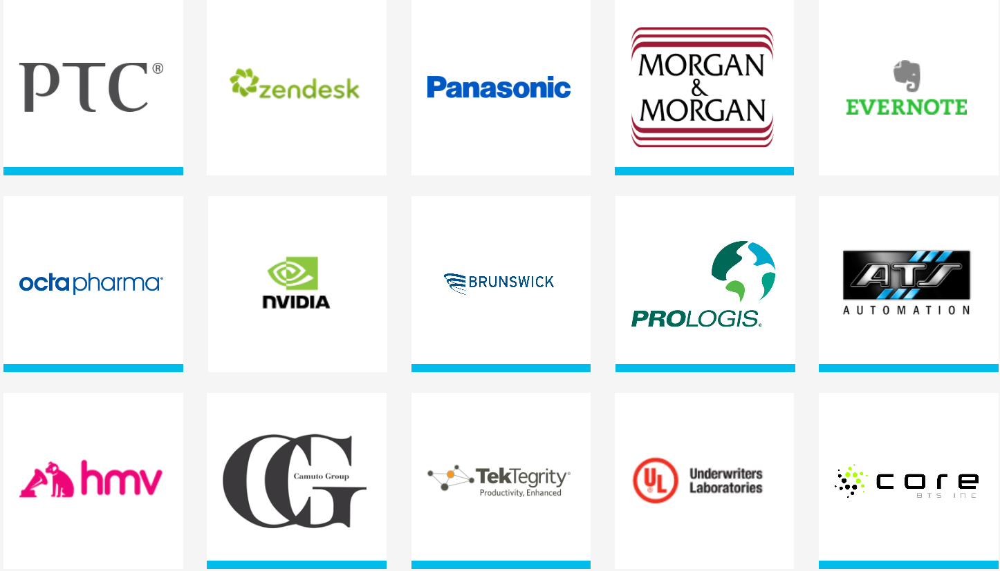 PTC®
zendesk
Panasonic
MORGAN
&
MORGAN
EVERNOTE
octapharma®
NVIDIA
BRUNSWICK
PROLOGIS®
ATS
AUTOMATION
hmv
CG
Camuto Group
TekTegrity®
Productivity, Enhanced
UL
®
Underwriters
Laboratories
core
BTS INC